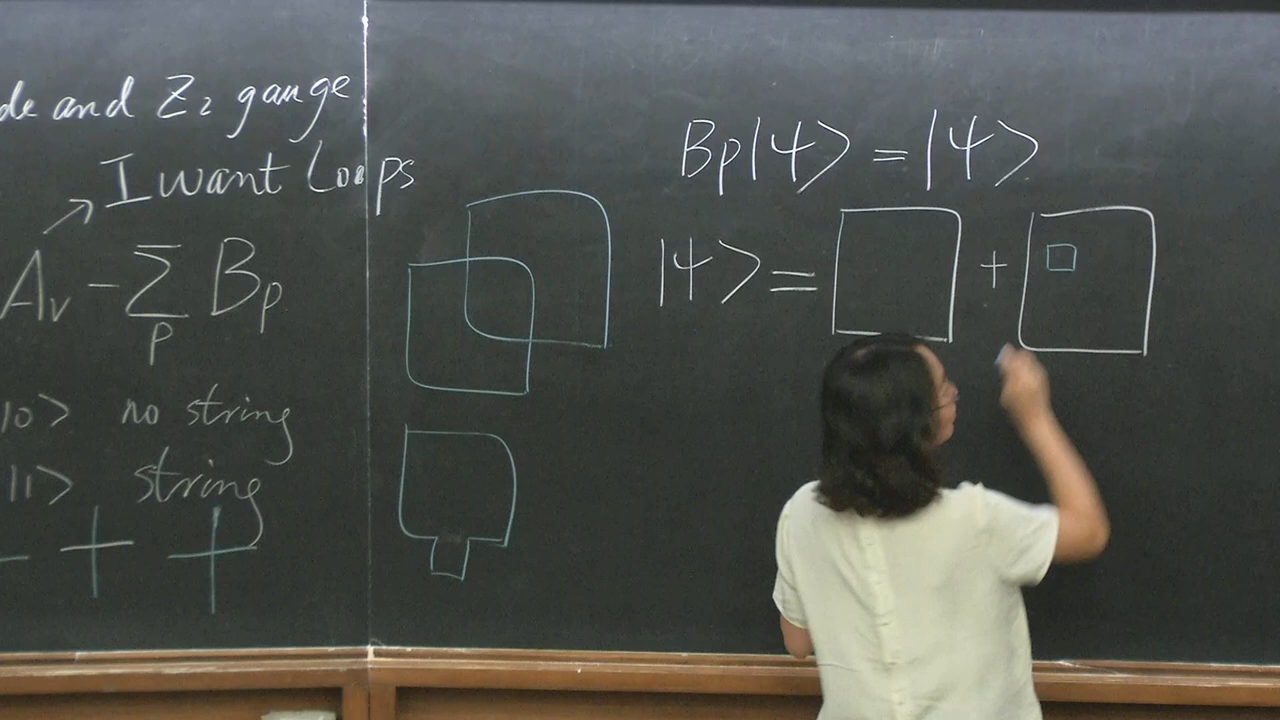 de and Z₂ gauge
I want Loops
Aᵥ - ∑ₚ Bₚ
|0> no string
|1> string
Bₚ|ψ> = |ψ>
|ψ> = +